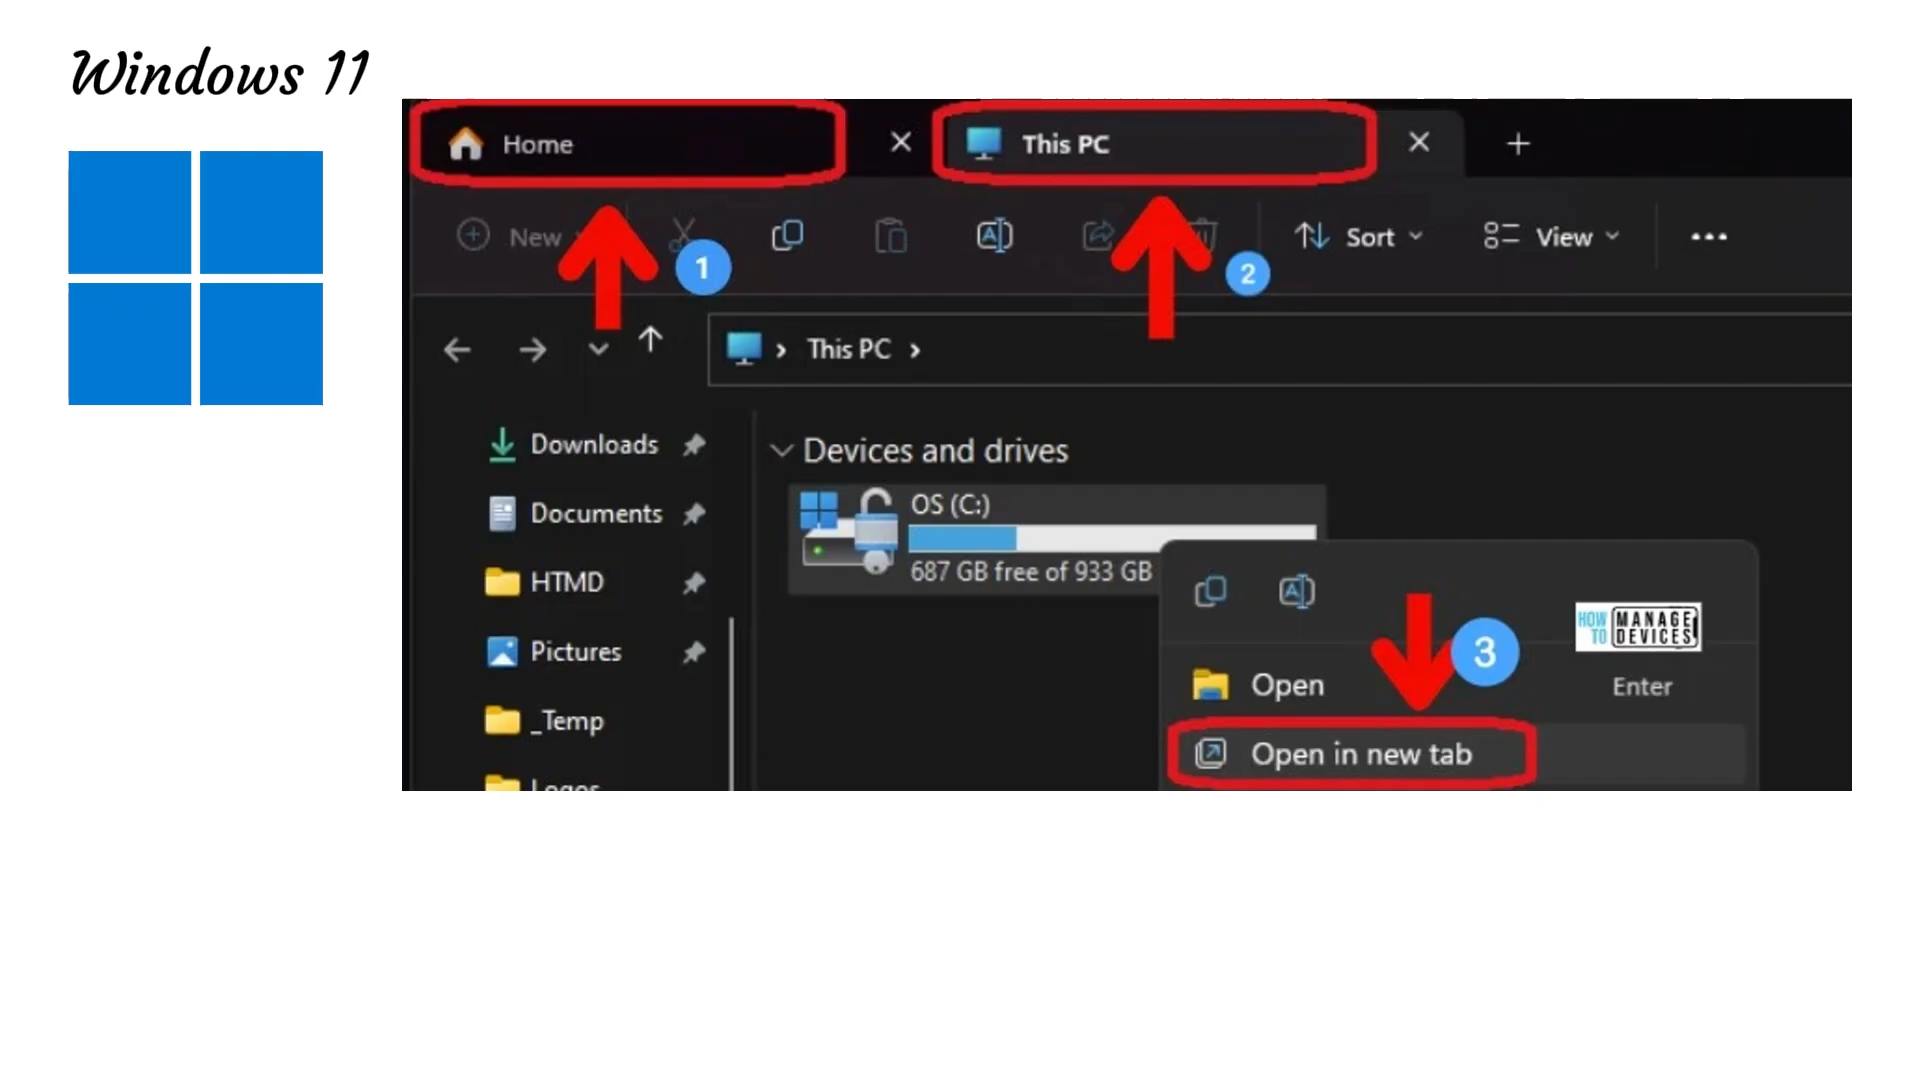 Windows 11
Home
This PC
New
1
2
Sort
View
This PC
Downloads
Documents
HTMD
Pictures
_Temp
Logos
Devices and drives
OS (C:)
687 GB free of 933 GB
3
HOW TO MANAGE DEVICES
Open
Enter
Open in new tab